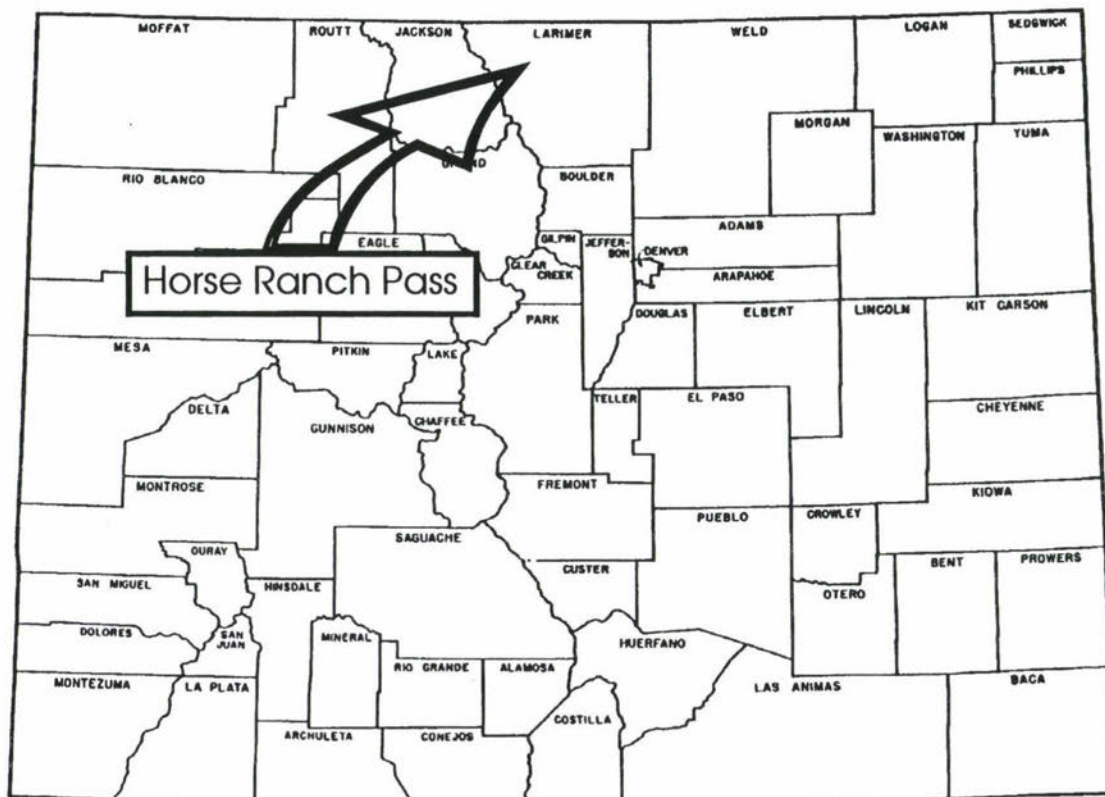 MOFFAT
ROUTT
JACKSON
LARIMER
WELD
LOGAN
SEDGWICK
PHILLIPS
MORGAN
WASHINGTON
YUMA
RIO BLANCO
BOULDER
ADAMS
EAGLE
GILPIN
JEFFER-
SON
DENVER
CLEAR
CREEK
ARAPAHOE
Horse Ranch Pass
PARK
DOUGLAS
ELBERT
LINCOLN
KIT CARSON
MESA
PITKIN
LAKE
DELTA
GUNNISON
CHAFFEE
TELLER
EL PASO
CHEYENNE
MONTROSE
FREMONT
KIOWA
PUEBLO
CROWLEY
OURAY
SAGUACHE
SAN MIGUEL
HINSDALE
CUSTER
BENT
PROWERS
OTERO
DOLORES
SAN
JUAN
MINERAL
RIO GRANDE
ALAMOSA
HUERFANO
MONTEZUMA
LA PLATA
LAS ANIMAS
BACA
COSTILLA
ARCHULETA
CONEJOS